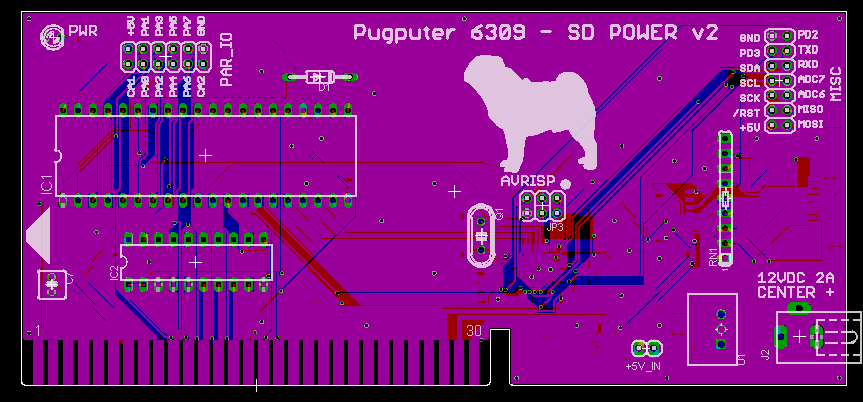 PWR
+5V PA1 PA3 PA5 PA7 GND
CA1 PA0 PA2 PA4 PA6 CA2
PAR_IO
Pugputer 6309 - SD POWER v2
GND PD2
PD3 TXD
SDA RXD
SCL ADC7
SCK ADC6
/RST MISO
+5V MOSI
MISC
D1
IC1
AVRISP
JP3
Q1
RN1
1
IC2
12VDC 2A
CENTER +
1
30
+5V_IN
U1
J2